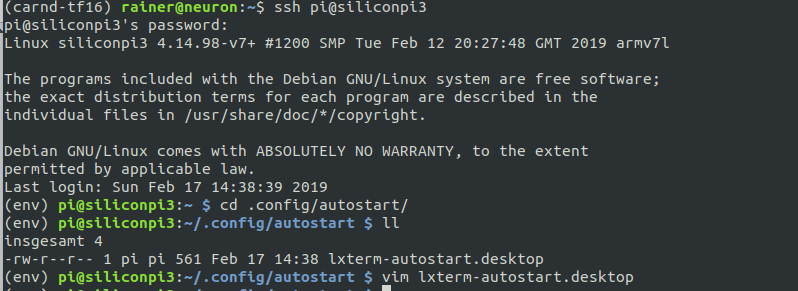 (carnd-tf16) rainer@neuron:~$ ssh pi@siliconpi3
pi@siliconpi3's password:
Linux siliconpi3 4.14.98-v7+ #1200 SMP Tue Feb 12 20:27:48 GMT 2019 armv7l
The programs included with the Debian GNU/Linux system are free software;
the exact distribution terms for each program are described in the
individual files in /usr/share/doc/*/copyright.
Debian GNU/Linux comes with ABSOLUTELY NO WARRANTY, to the extent
permitted by applicable law.
Last login: Sun Feb 17 14:38:39 2019
(env) pi@siliconpi3:~ $ cd .config/autostart/
(env) pi@siliconpi3:~/.config/autostart $ ll
insgesamt 4
-rw-r--r-- 1 pi pi 561 Feb 17 14:38 lxterm-autostart.desktop
(env) pi@siliconpi3:~/.config/autostart $ vim lxterm-autostart.desktop
(env) pi@siliconpi3:~/.config/autostart $